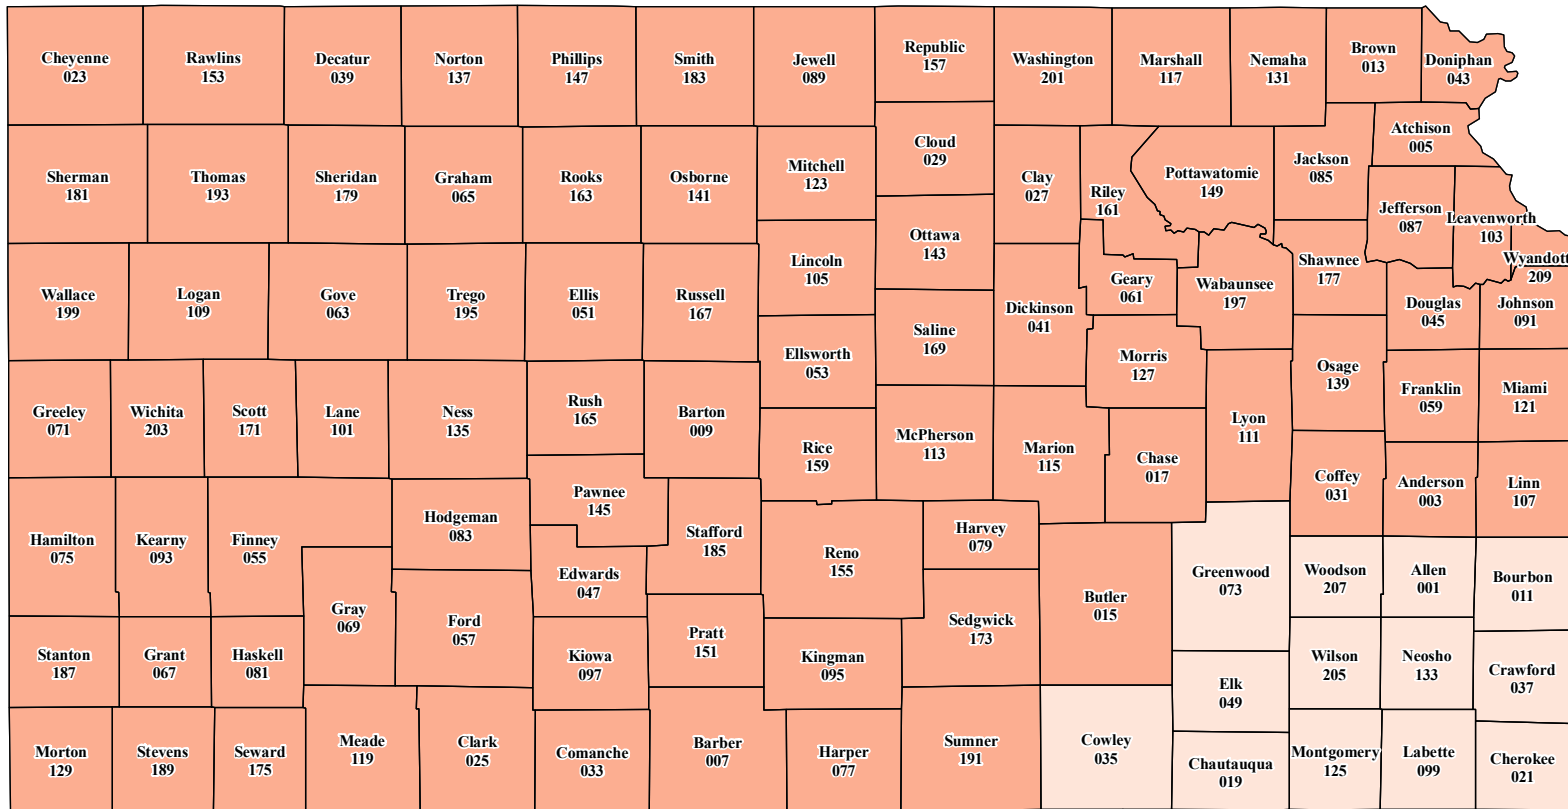 Cheyenne
023
Rawlins
153
Decatur
039
Norton
137
Phillips
147
Smith
183
Jewell
089
Republic
157
Washington
201
Marshall
117
Nemaha
131
Brown
013
Doniphan
043
Sherman
181
Thomas
193
Sheridan
179
Graham
065
Rooks
163
Osborne
141
Mitchell
123
Cloud
029
Clay
027
Riley
161
Pottawatomie
149
Jackson
085
Atchison
005
Jefferson
087
Leavenworth
103
Wyandott
209
Wallace
199
Logan
109
Gove
063
Trego
195
Ellis
051
Russell
167
Lincoln
105
Ottawa
143
Saline
169
Dickinson
041
Geary
061
Wabaunsee
197
Shawnee
177
Douglas
045
Johnson
091
Ellsworth
053
Morris
127
Osage
139
Franklin
059
Miami
121
Greeley
071
Wichita
203
Scott
171
Lane
101
Ness
135
Rush
165
Barton
009
Rice
159
McPherson
113
Marion
115
Chase
017
Lyon
111
Coffey
031
Anderson
003
Linn
107
Hamilton
075
Kearny
093
Finney
055
Hodgeman
083
Pawnee
145
Stafford
185
Reno
155
Harvey
079
Edwards
047
Gray
069
Ford
057
Pratt
151
Kingman
095
Sedgwick
173
Butler
015
Greenwood
073
Woodson
207
Allen
001
Bourbon
011
Stanton
187
Grant
067
Haskell
081
Kiowa
097
Elk
049
Wilson
205
Neosho
133
Crawford
037
Morton
129
Stevens
189
Seward
175
Meade
119
Clark
025
Comanche
033
Barber
007
Harper
077
Sumner
191
Cowley
035
Chautauqua
019
Montgomery
125
Labette
099
Cherokee
021